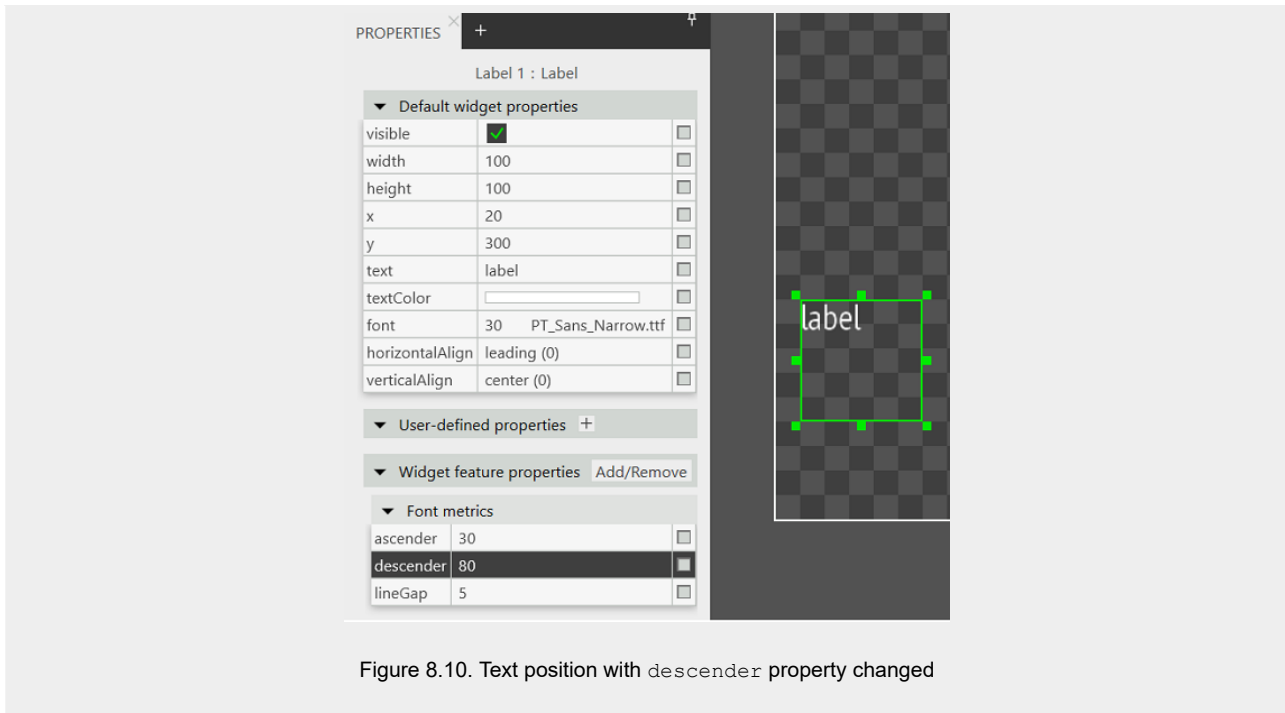 PROPERTIES
+
Label 1 : Label
Default widget properties
visible
width 100
height 100
x 20
y 300
text label
textColor
font 30 PT_Sans_Narrow.ttf
horizontalAlign leading (0)
verticalAlign center (0)
User-defined properties +
Widget feature properties Add/Remove
Font metrics
ascender 30
descender 80
lineGap 5
label
Figure 8.10. Text position with descender property changed